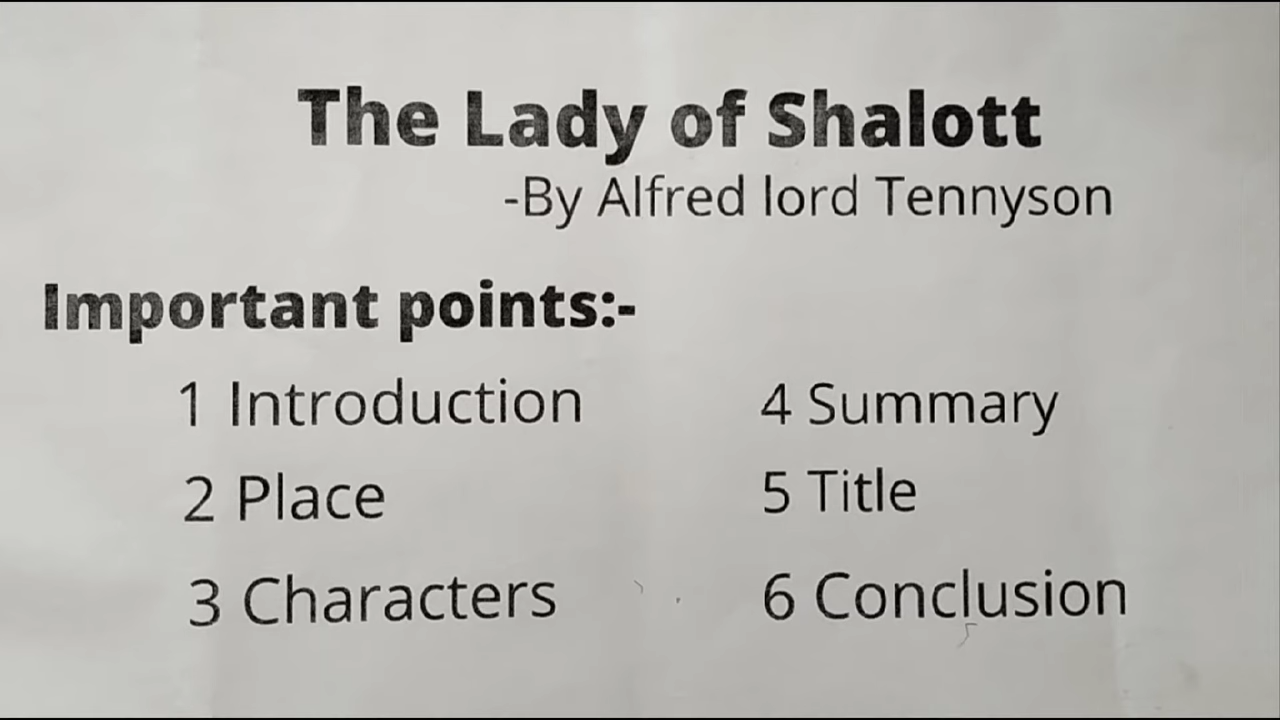 The Lady of Shalott
-By Alfred lord Tennyson
Important points:-
1 Introduction
2 Place
3 Characters
4 Summary
5 Title
6 Conclusion